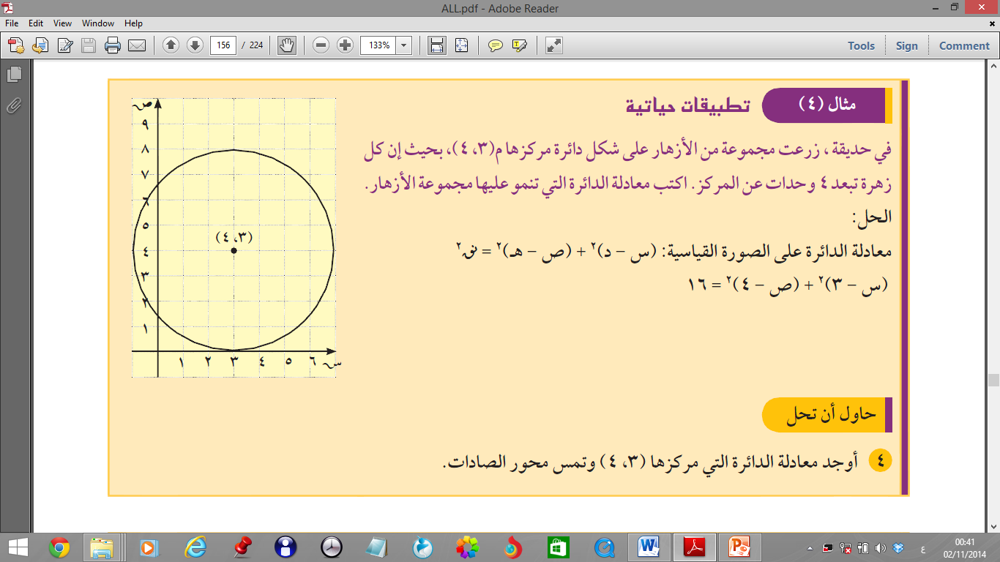 ALL.pdf - Adobe Reader
File Edit View Window Help
156 / 224 133% Tools Sign Comment
مثال (٤) تطبيقات حياتية
في حديقة ، زرعت مجموعة من الأزهار على شكل دائرة مركزها م(٣، ٤)، بحيث إن كل
زهرة تبعد ٤ وحدات عن المركز. اكتب معادلة الدائرة التي تنمو عليها مجموعة الأزهار.
الحل:
معادلة الدائرة على الصورة القياسية: (س – د)٢ + (ص – هـ)٢ = نق٢
(س – ٣)٢ + (ص – ٤)٢ = ١٦
ص
٩
٨
٧
٦
٥
(٣، ٤)
٤
٣
٢
١
١ ٢ ٣ ٤ ٥ ٦ س
حاول أن تحل
٤ أوجد معادلة الدائرة التي مركزها (٣، ٤) وتمس محور الصادات.
ع
00:41
02/11/2014